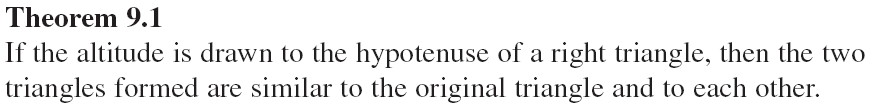 Theorem 9.1
If the altitude is drawn to the hypotenuse of a right triangle, then the two
triangles formed are similar to the original triangle and to each other.